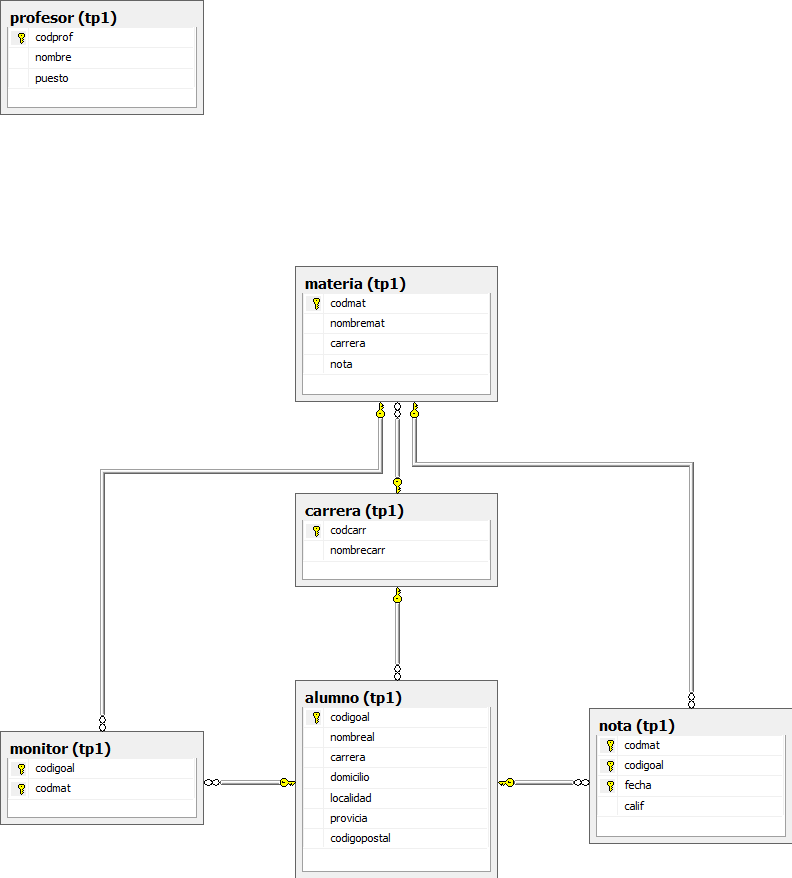 profesor (tp1)
codprof
nombre
puesto
materia (tp1)
codmat
nombremat
carrera
nota
carrera (tp1)
codcarr
nombrecarr
alumno (tp1)
codigoal
nombreal
carrera
domicilio
localidad
provicia
codigopostal
monitor (tp1)
codigoal
codmat
nota (tp1)
codmat
codigoal
fecha
calif